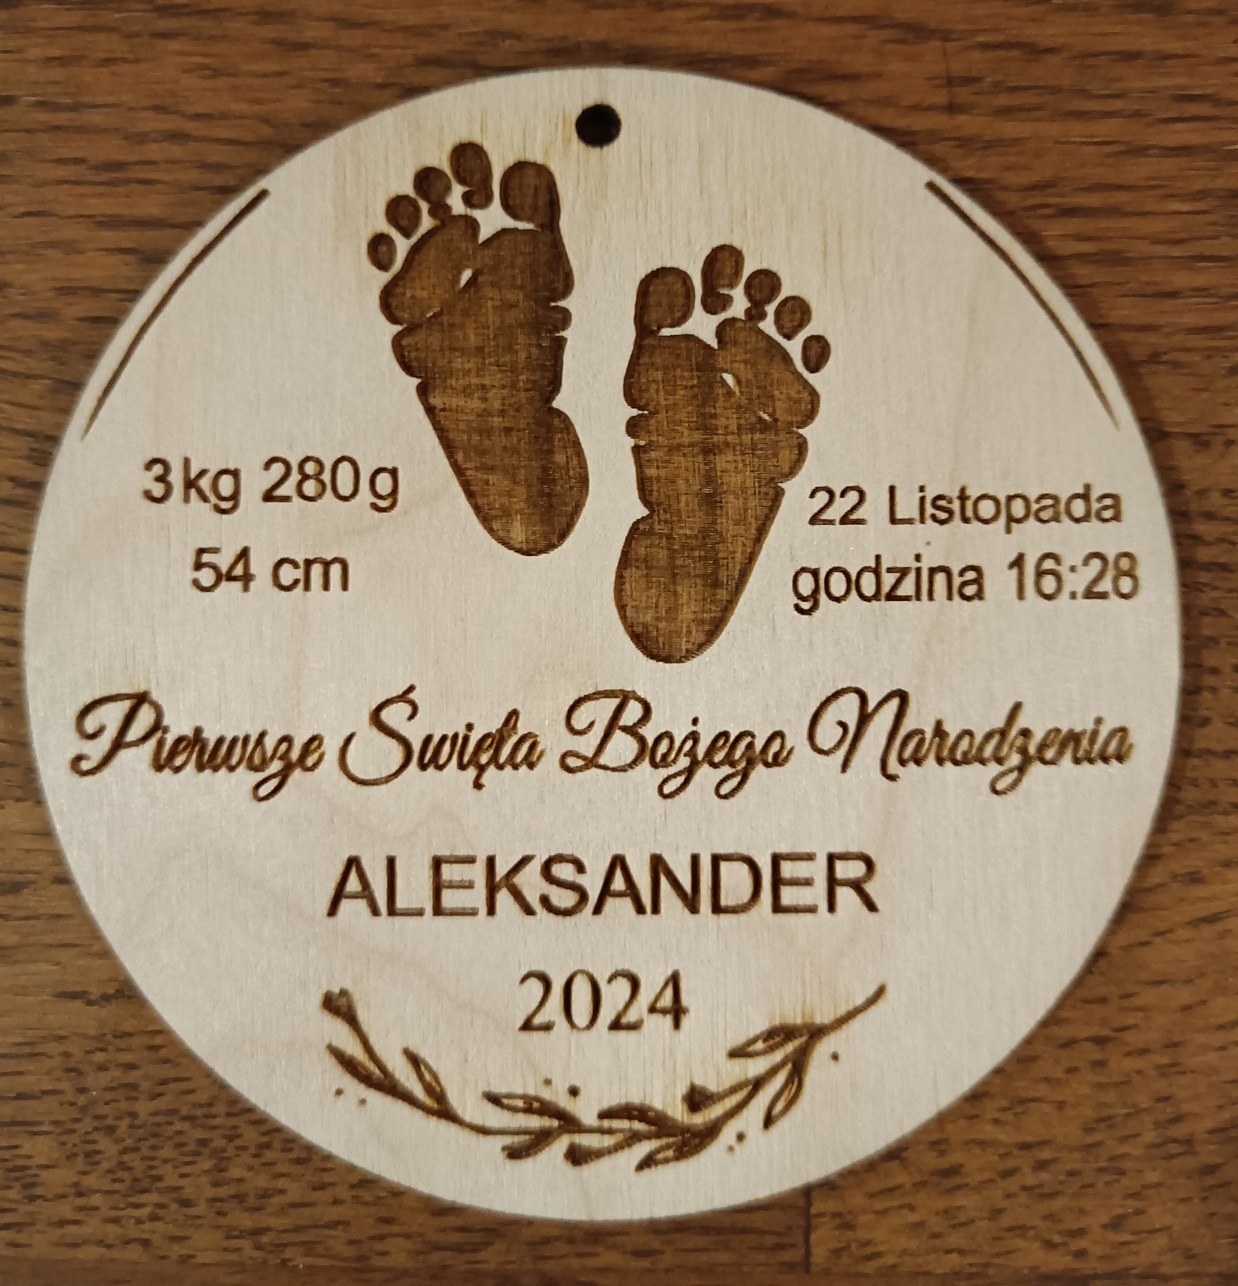 3kg 280g
54 cm
22 Listopada
godzina 16:28
Pierwsze Święta Bożego Narodzenia
ALEKSANDER
2024